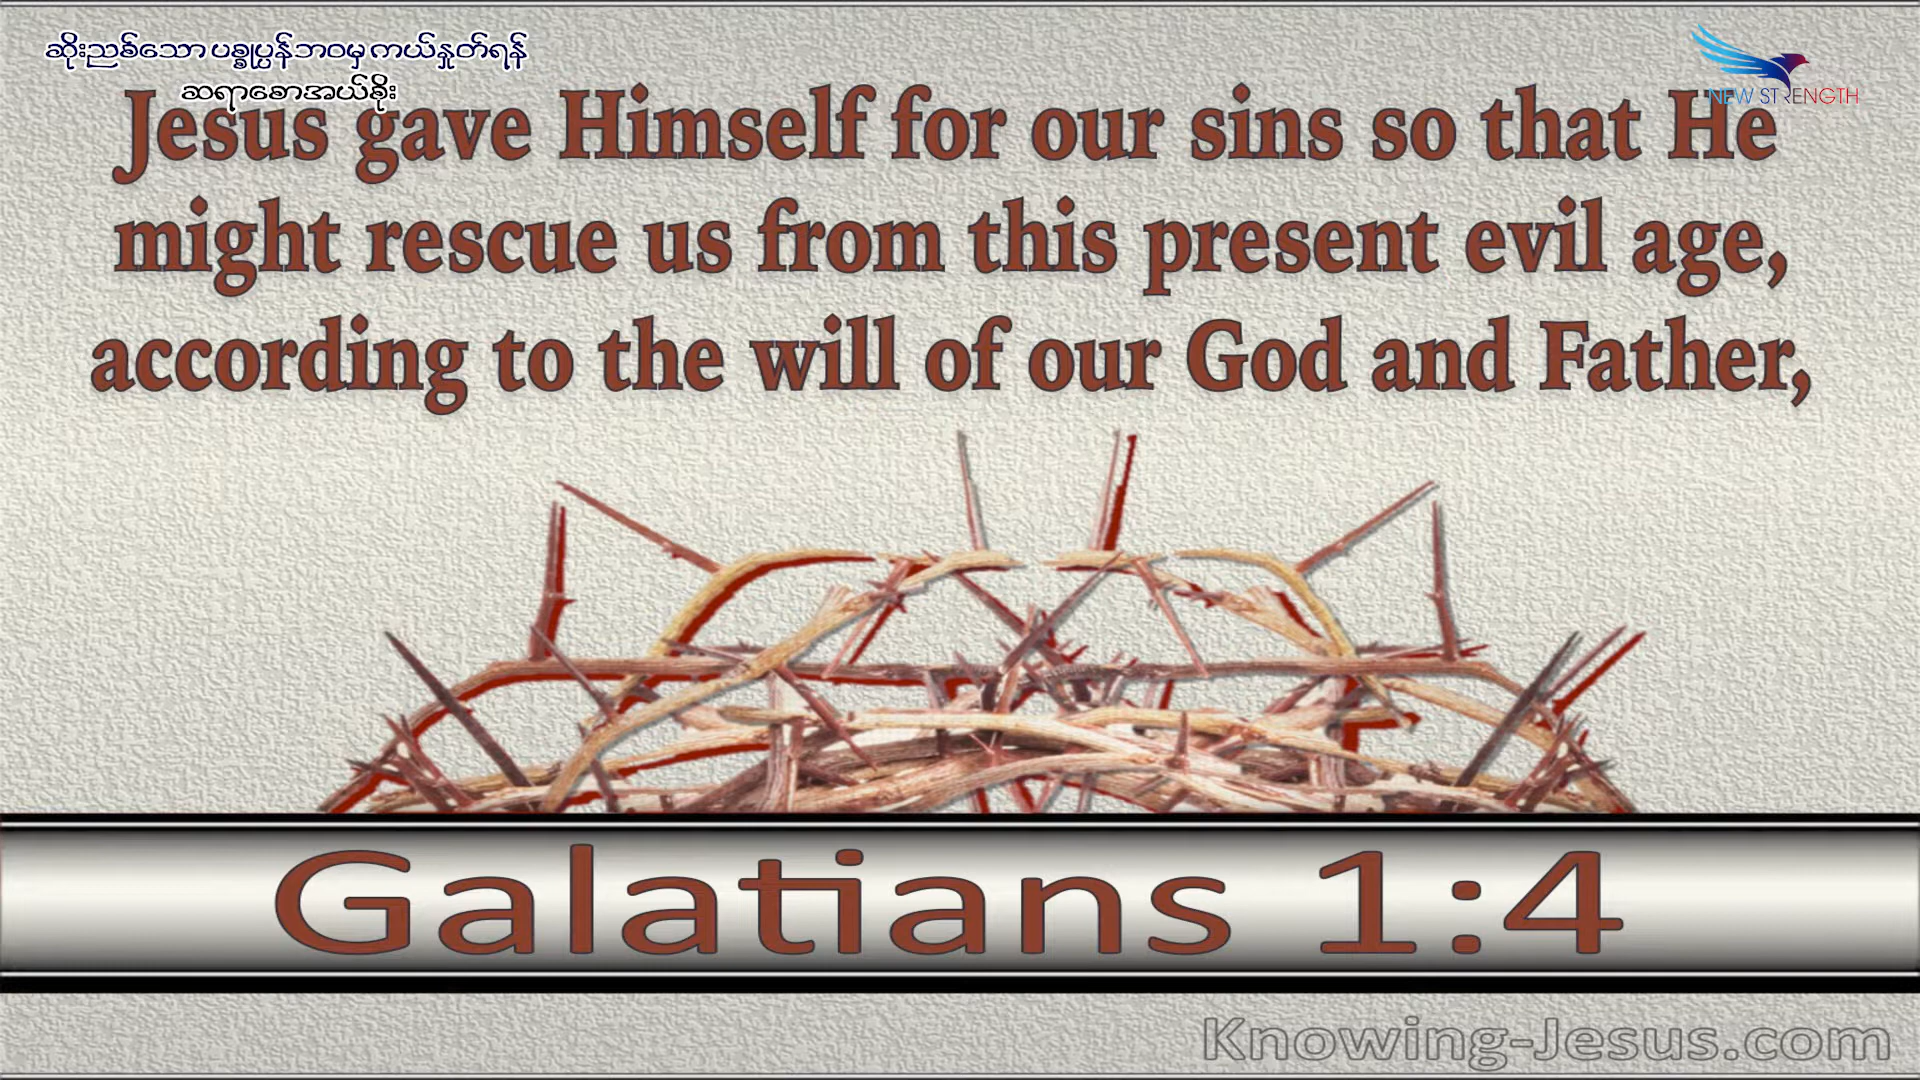 ဆိုးညစ်သော ပစ္စုပ္ပန်ဘဝမှ ကယ်နှုတ်ရန်
ဆရာစောအယ်ခိုး
NEW STRENGTH
Jesus gave Himself for our sins so that He
might rescue us from this present evil age,
according to the will of our God and Father,
Galatians 1:4
Knowing-Jesus.com